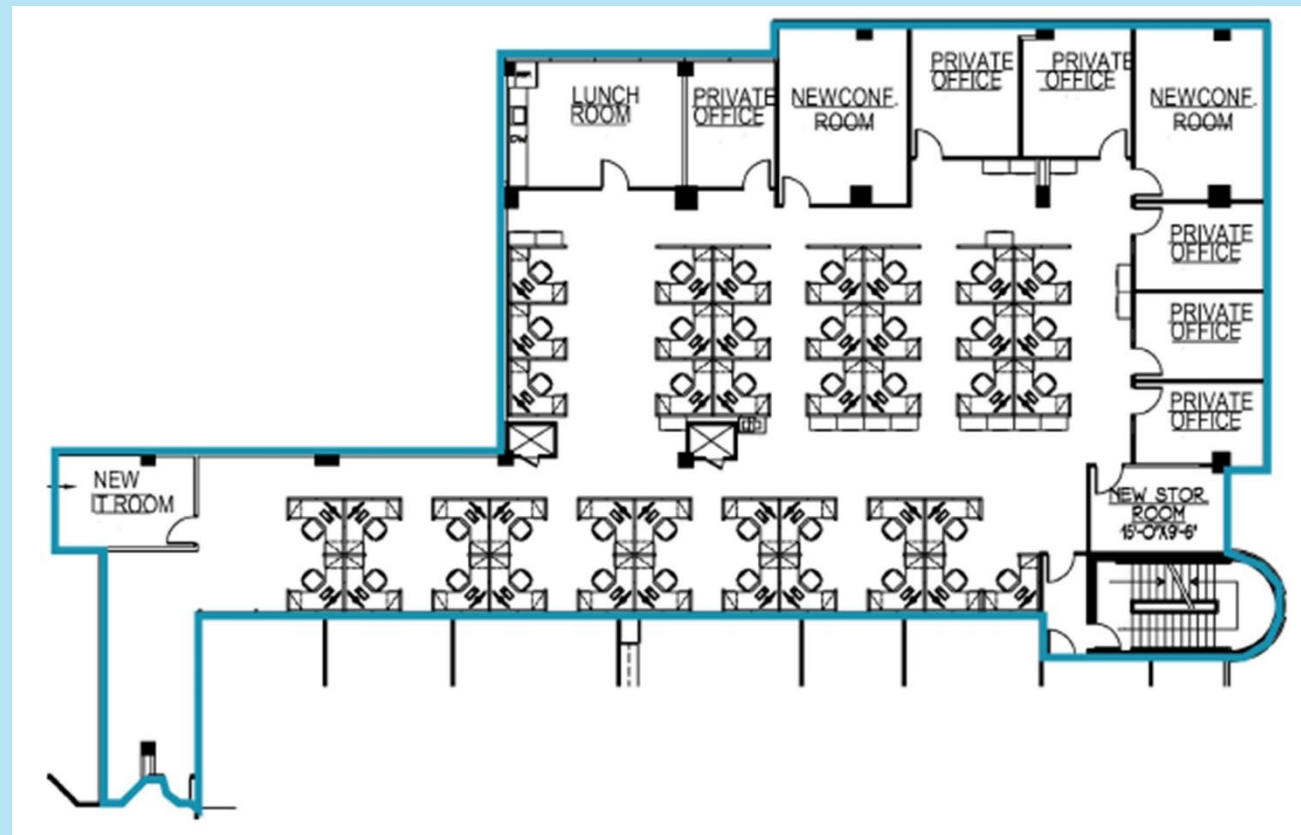 LUNCH
ROOM
PRIVATE
OFFICE
NEWCONF.
ROOM
PRIVATE
OFFICE
PRIVATE
OFFICE
NEWCONF.
ROOM
PRIVATE
OFFICE
PRIVATE
OFFICE
PRIVATE
OFFICE
NEW
IT ROOM
NEW STOR.
ROOM
15'-0"X9'-6"